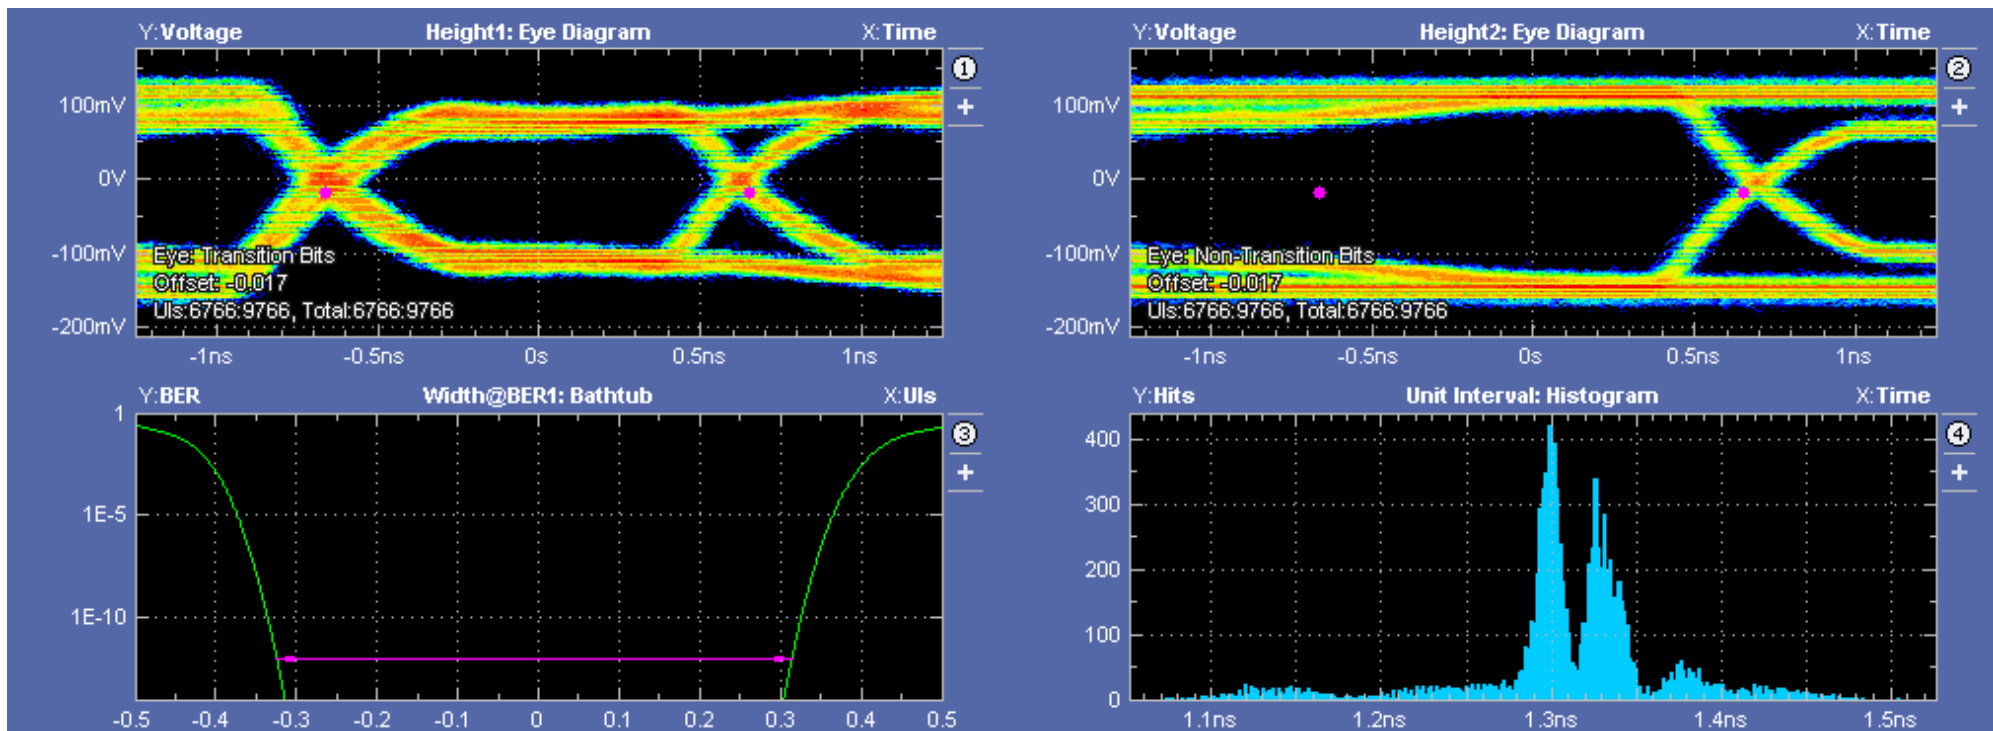 Y:Voltage Height1: Eye Diagram X:Time
1
+
100mV
0V
-100mV
-200mV
Eye: Transition Bits
Offset: -0.017
UIs:6766:9766, Total:6766:9766
-1ns -0.5ns 0s 0.5ns 1ns
Y:Voltage Height2: Eye Diagram X:Time
2
+
100mV
0V
-100mV
-200mV
Eye: Non-Transition Bits
Offset: -0.017
UIs:6766:9766, Total:6766:9766
-1ns -0.5ns 0s 0.5ns 1ns
Y:BER Width@BER1: Bathtub X:UIs
3
+
1
1E-5
1E-10
-0.5 -0.4 -0.3 -0.2 -0.1 0 0.1 0.2 0.3 0.4 0.5
Y:Hits Unit Interval: Histogram X:Time
4
+
400
300
200
100
0
1.1ns 1.2ns 1.3ns 1.4ns 1.5ns